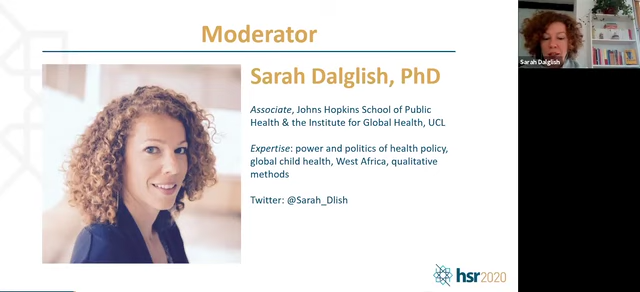 Moderator
Sarah Dalglish, PhD
Associate, Johns Hopkins School of Public
Health & the Institute for Global Health, UCL
Expertise: power and politics of health policy,
global child health, West Africa, qualitative
methods
Twitter: @Sarah_Dlish
hsr2020
Sarah Dalglish